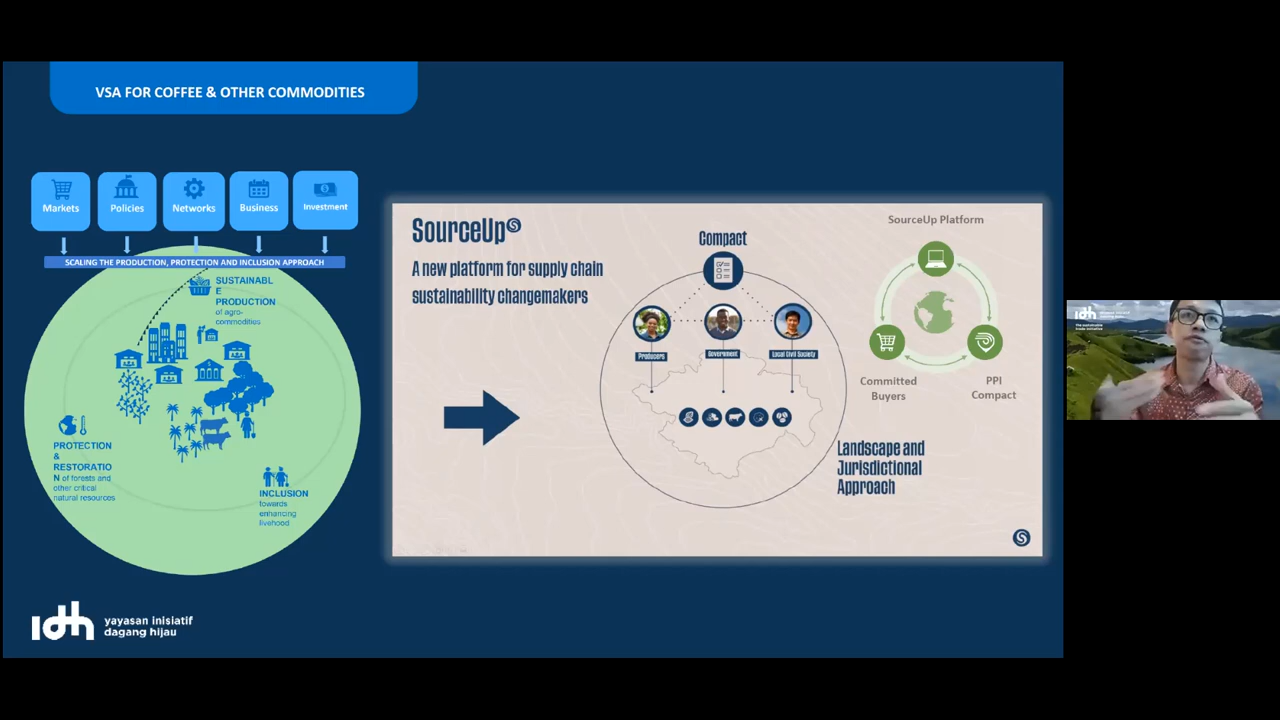 VSA FOR COFFEE & OTHER COMMODITIES
Markets
Policies
Networks
Business
Investment
SCALING THE PRODUCTION, PROTECTION AND INCLUSION APPROACH
SUSTAINABL
E
PRODUCTION
of agro-
commodities
PROTECTION
&
RESTORATIO
N of forests and
other critical
natural resources
INCLUSION
towards
enhancing
livehood
idh
yayasan inisiatif
dagang hijau
SourceUp
A new platform for supply chain
sustainability changemakers
Compact
Producers
Government
Local Civil Society
Landscape and
Jurisdictional
Approach
SourceUp Platform
Committed
Buyers
PPI
Compact
idh